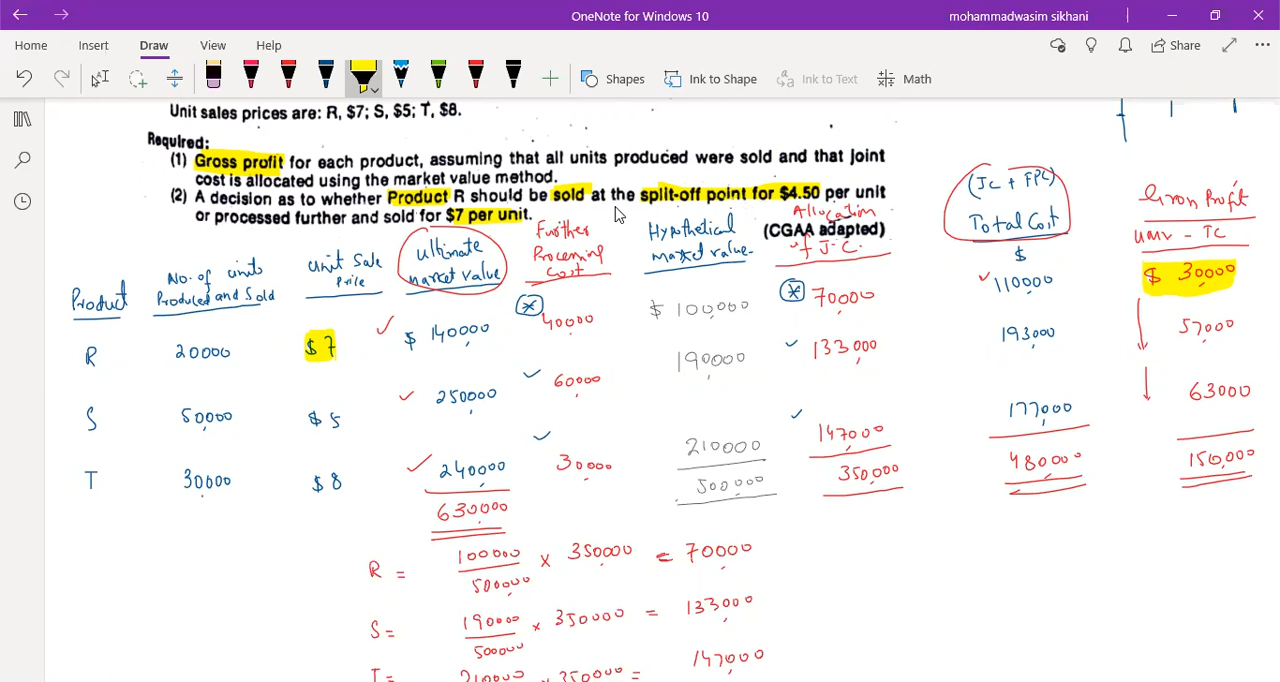 OneNote for Windows 10
mohammadwasim sikhani
Home Insert Draw View Help
Share
Shapes Ink to Shape Ink to Text Math
Unit sales prices are: R, $7; S, $5; T, $8.
Required:
(1) Gross profit for each product, assuming that all units produced were sold and that joint
cost is allocated using the market value method.
(2) A decision as to whether Product R should be sold at the split-off point for $4.50 per unit
or processed further and sold for $7 per unit.
(CGAA adapted)
Product
No. of units
Produced and Sold
Unit Sale
Price
Ultimate
market value
Further
Processing
Cost
Hypothetical
market value
Allocation
of J.C.
(JC + FPC)
Total Cost
$
Gross Profit
UMV - TC
R 20000 $7 $ 140000 40000 $ 100,000 70000 110000 $ 30000
S 50000 $5 250000 60000 190000 133000 193000 57000
T 30000 $8 240000 30000 210000 147000 177000 63000
630000 500000 350,000 480000 150,000
R = 100000 / 500000 × 350000 = 70000
S = 190000 / 500000 × 350000 = 133000
T = 210000 × 350000 = 147000